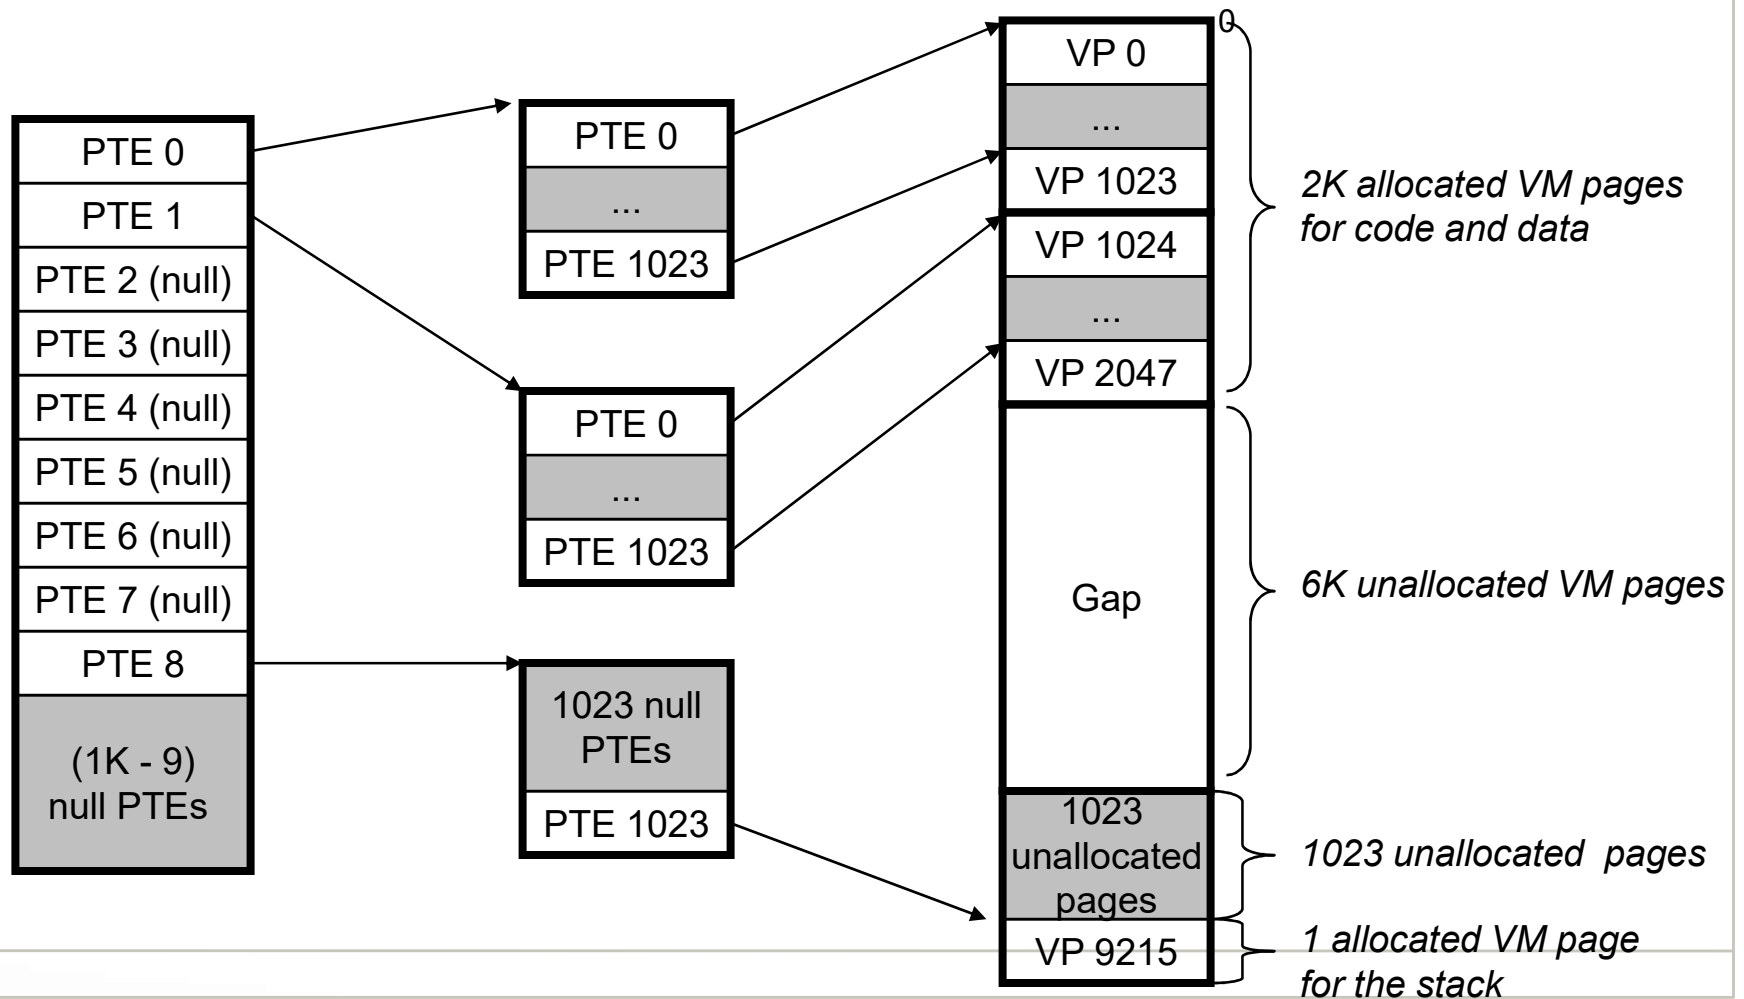 PTE 0
PTE 1
PTE 2 (null)
PTE 3 (null)
PTE 4 (null)
PTE 5 (null)
PTE 6 (null)
PTE 7 (null)
PTE 8
(1K - 9)
null PTEs
PTE 0
...
PTE 1023
PTE 0
...
PTE 1023
1023 null
PTEs
PTE 1023
0
VP 0
...
VP 1023
VP 1024
...
VP 2047
Gap
1023
unallocated
pages
VP 9215
2K allocated VM pages
for code and data
6K unallocated VM pages
1023 unallocated pages
1 allocated VM page
for the stack